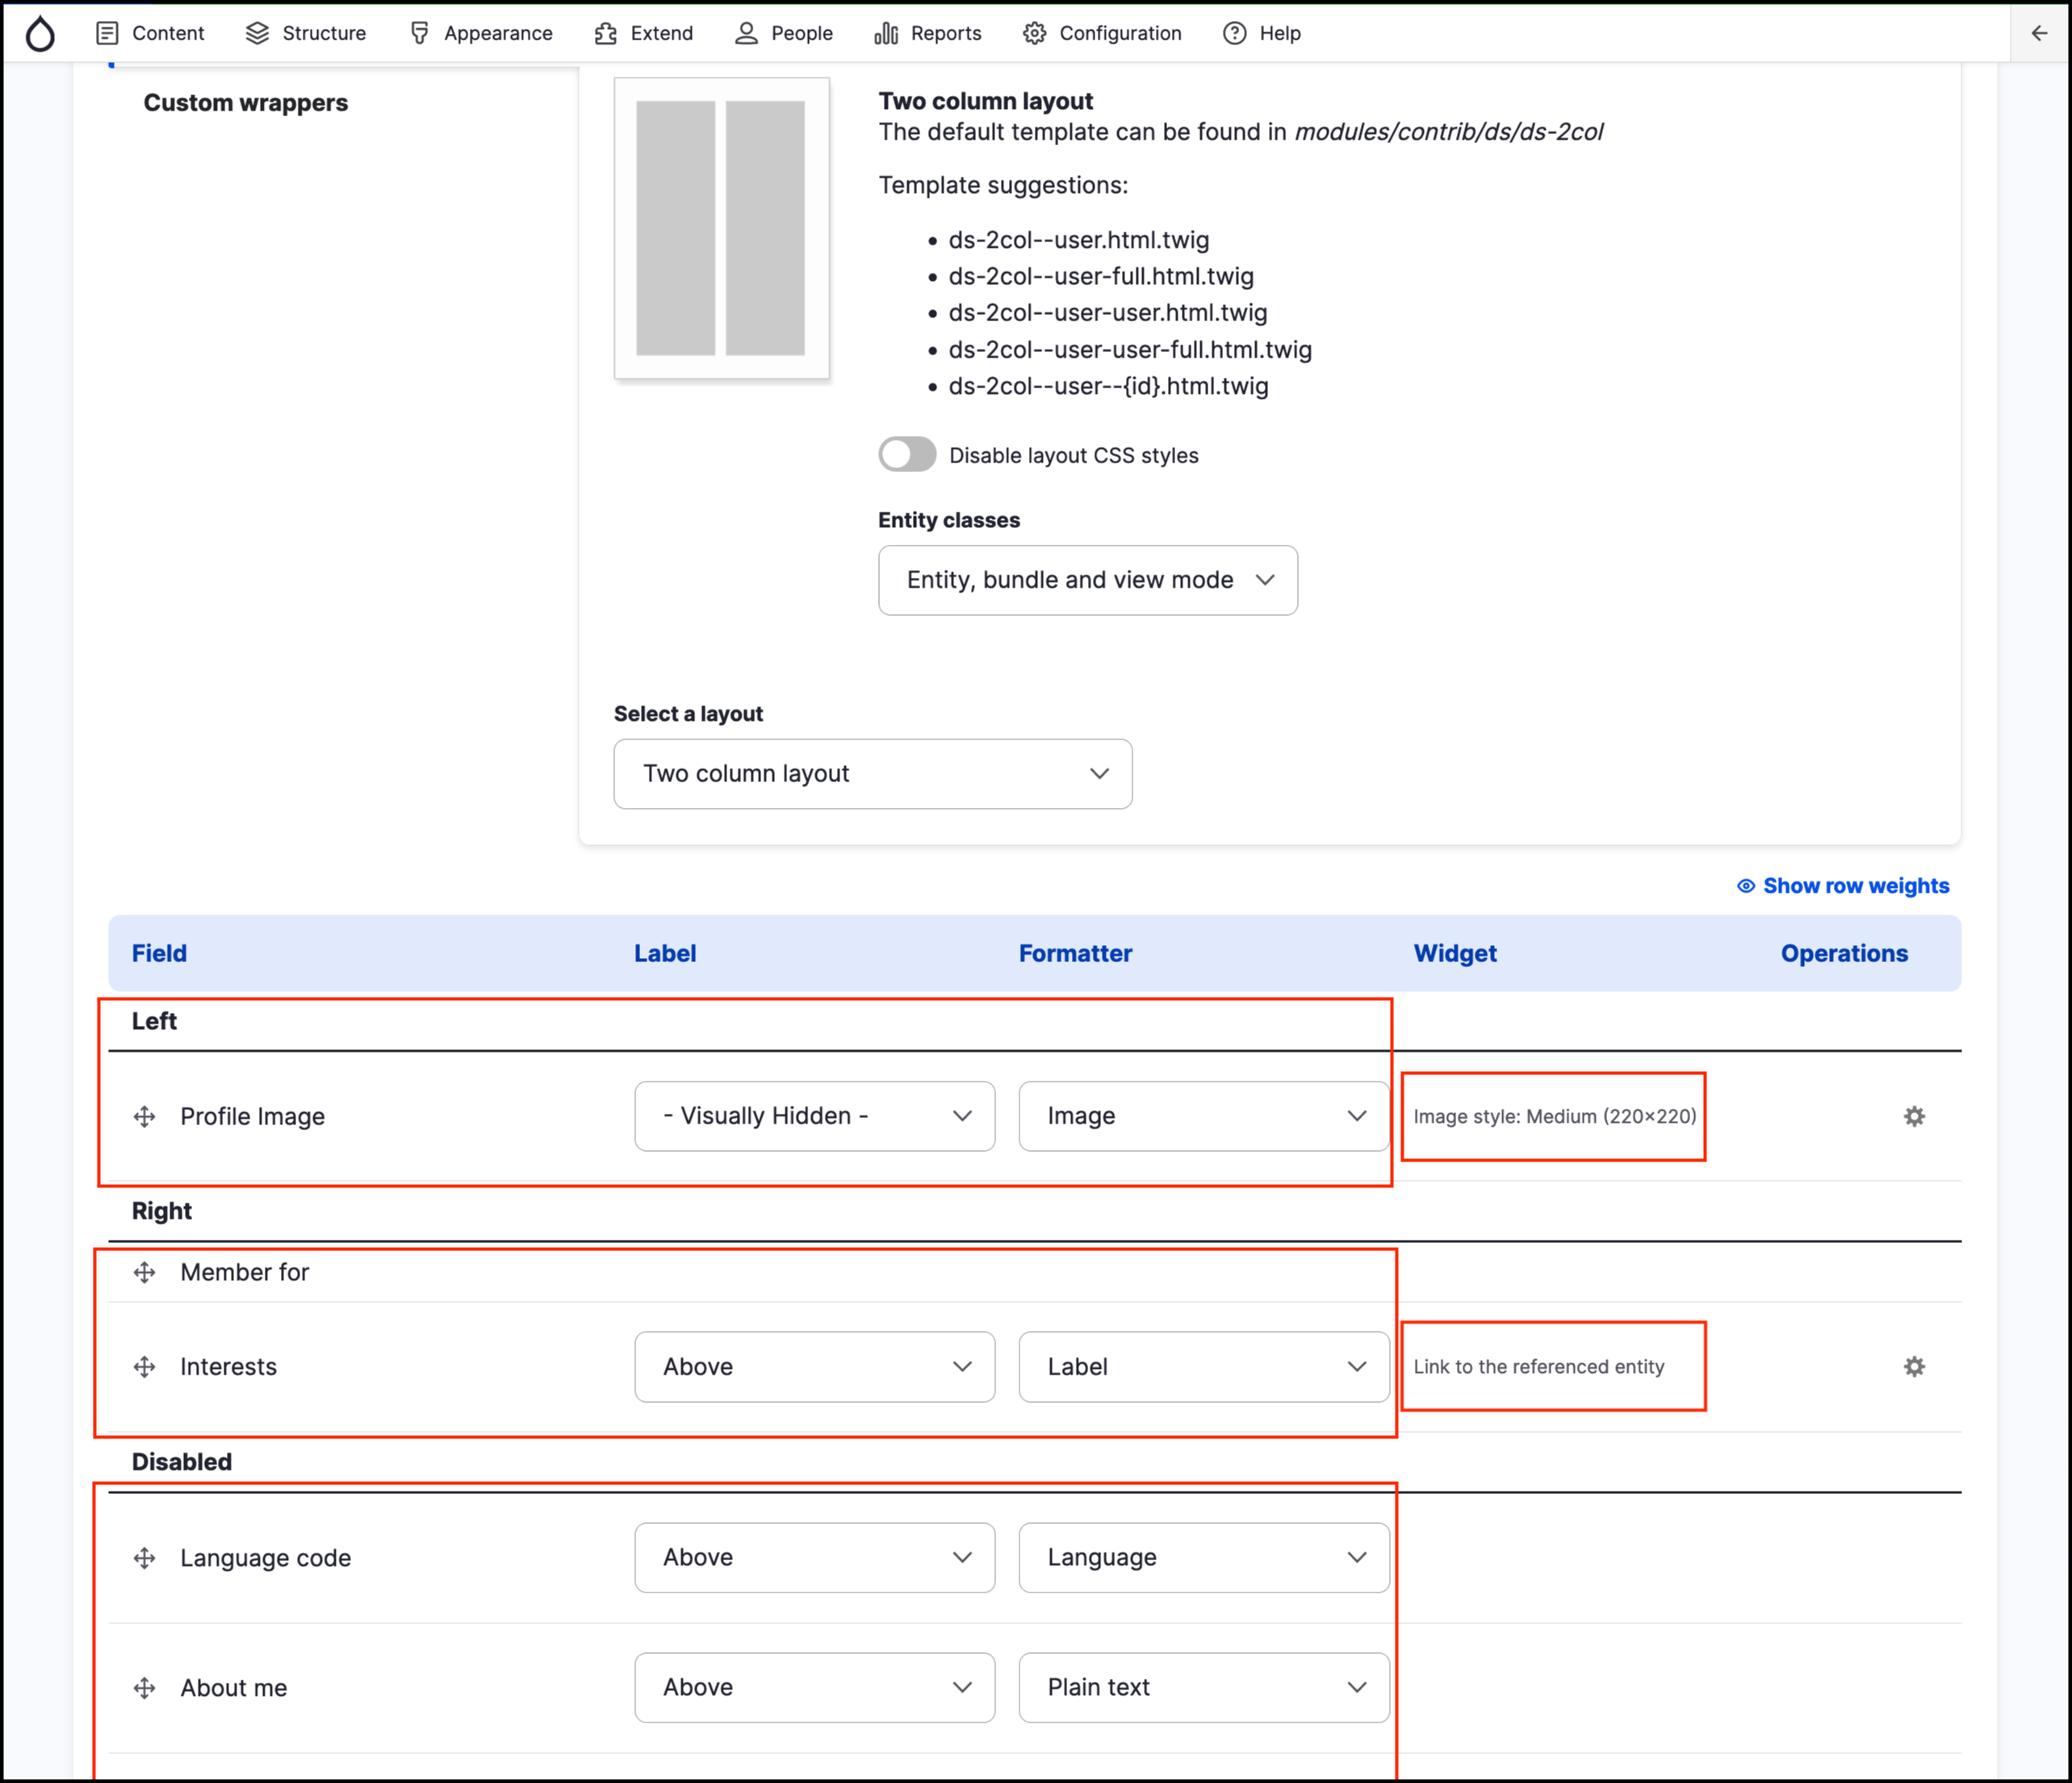 Content Structure Appearance Extend People Reports Configuration Help
Custom wrappers
Two column layout
The default template can be found in modules/contrib/ds/ds-2col
Template suggestions:
• ds-2col--user.html.twig
• ds-2col--user-full.html.twig
• ds-2col--user-user.html.twig
• ds-2col--user-user-full.html.twig
• ds-2col--user--{id}.html.twig
Disable layout CSS styles
Entity classes
Entity, bundle and view mode
Select a layout
Two column layout
Show row weights
Field Label Formatter Widget Operations
Left
Profile Image - Visually Hidden - Image Image style: Medium (220×220)
Right
Member for
Interests Above Label Link to the referenced entity
Disabled
Language code Above Language
About me Above Plain text